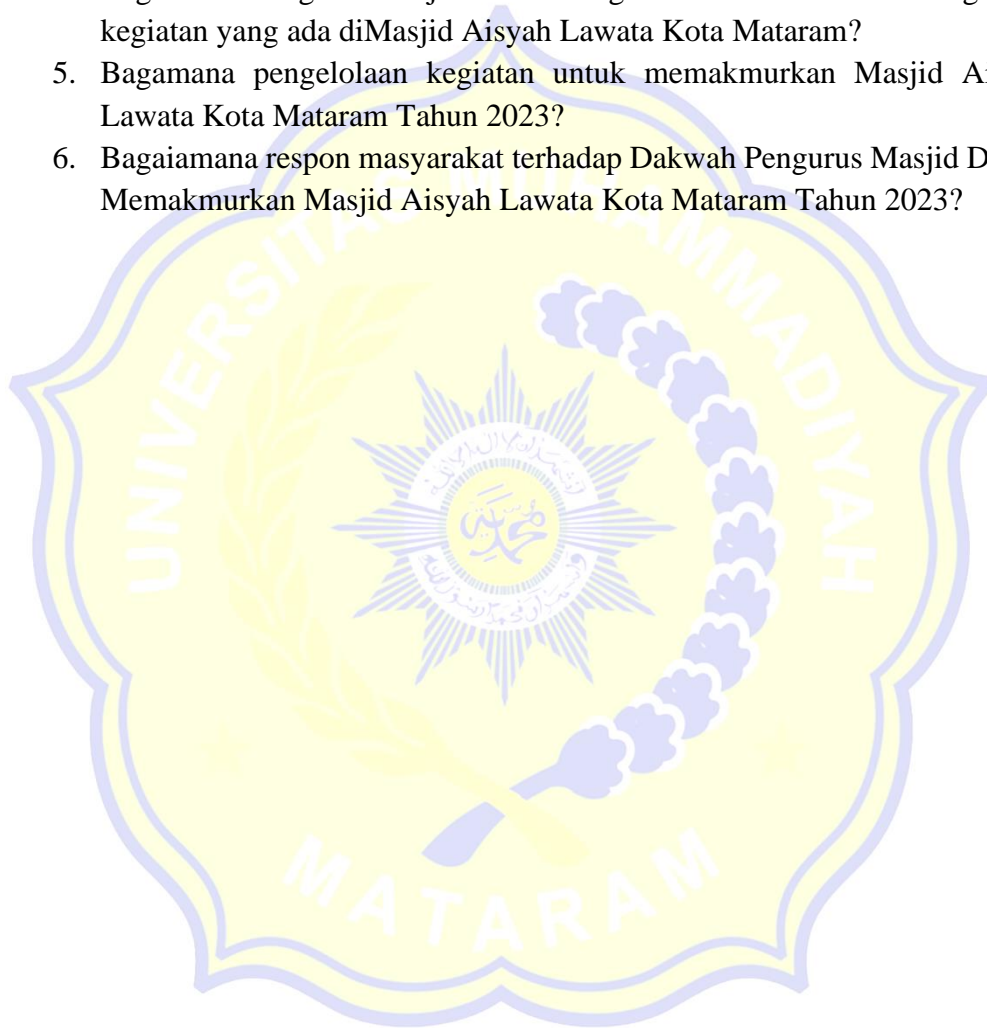 kegiatan yang ada diMasjid Aisyah Lawata Kota Mataram?
5. Bagamana pengelolaan kegiatan untuk memakmurkan Masjid
Lawata Kota Mataram Tahun 2023?
6. Bagaiamana respon masyarakat terhadap Dakwah Pengurus Masjid
Memakmurkan Masjid Aisyah Lawata Kota Mataram Tahun 2023?
UNIVERSITAS MUHAMMADIYAH
MATARAM